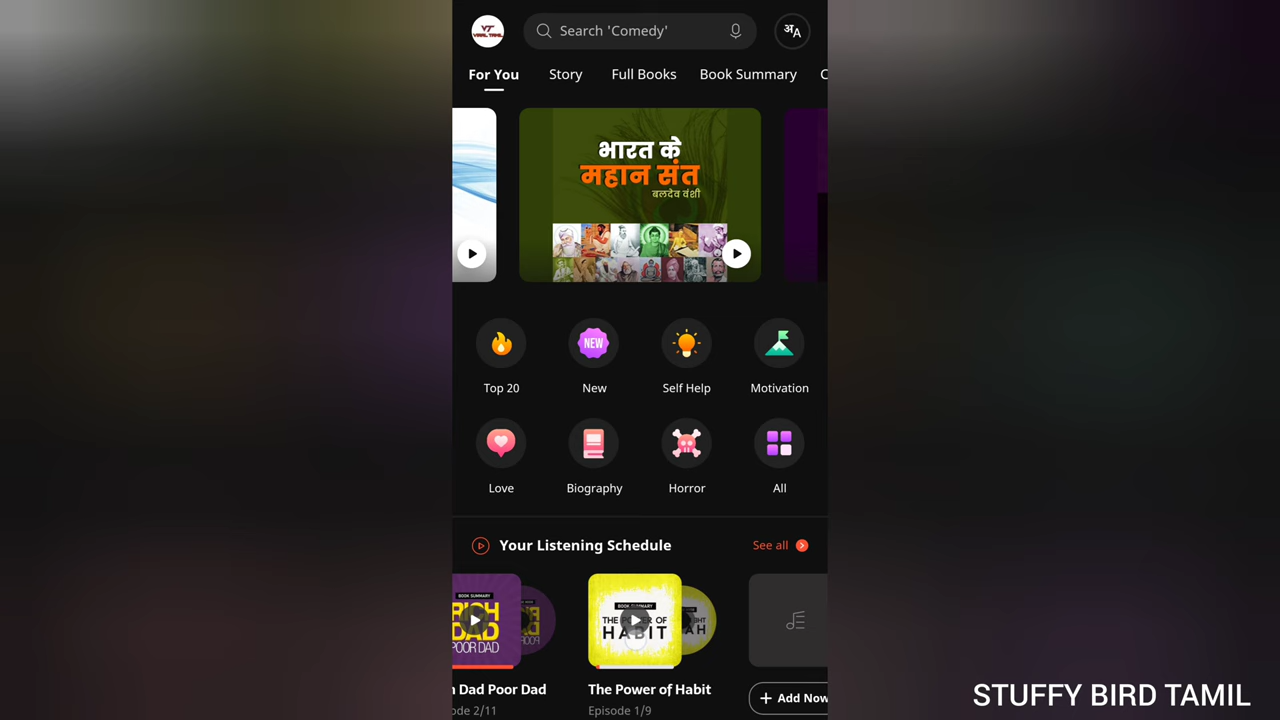 VT
VIRAL TAMIL
Search 'Comedy'
अA
For You
Story
Full Books
Book Summary
C
भारत के
महान संत
बलदेव वंशी
NEW
Top 20
New
Self Help
Motivation
Love
Biography
Horror
All
Your Listening Schedule
See all
BOOK SUMMARY
RICH
DAD
POOR DAD
BOOK SUMMARY
THE POWER OF
HABIT
h Dad Poor Dad
The Power of Habit
ode 2/11
Episode 1/9
+ Add Now
STUFFY BIRD TAMIL